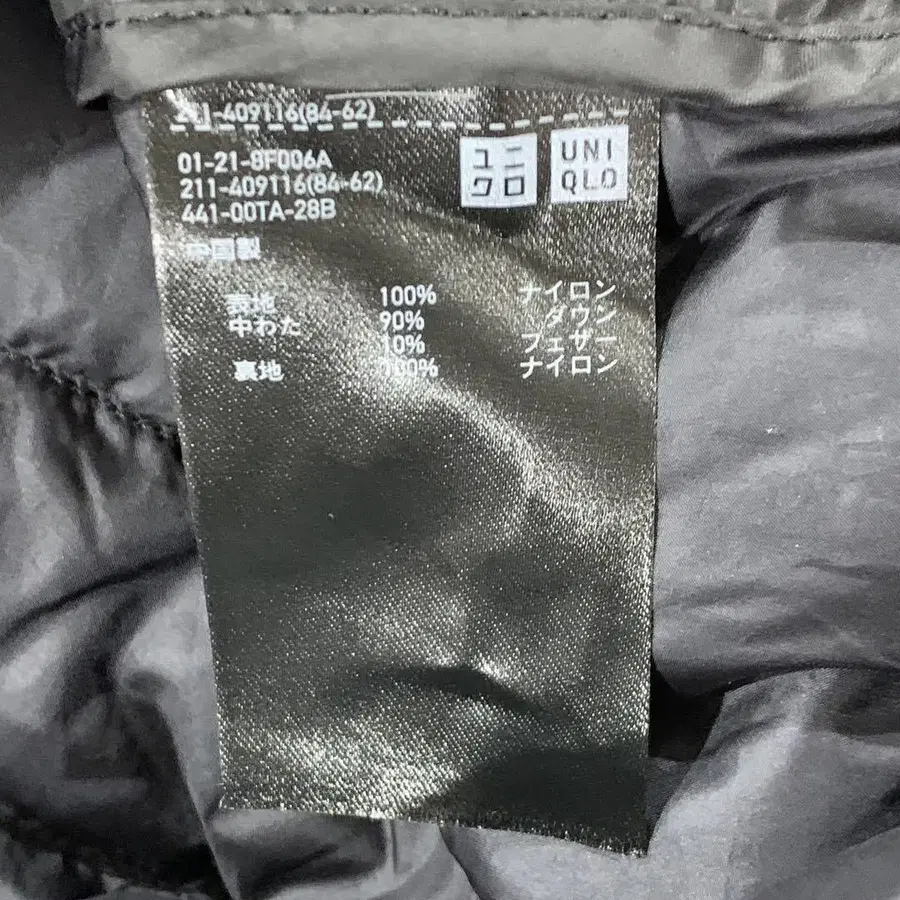 211-409116(84-62)
01-21-8F006A
211-409116(84-62)
441-00TA-28B
ユニ
クロ
UNI
QLO
中国製
表地 100% ナイロン
中わた 90% ダウン
10% フェザー
裏地 100% ナイロン